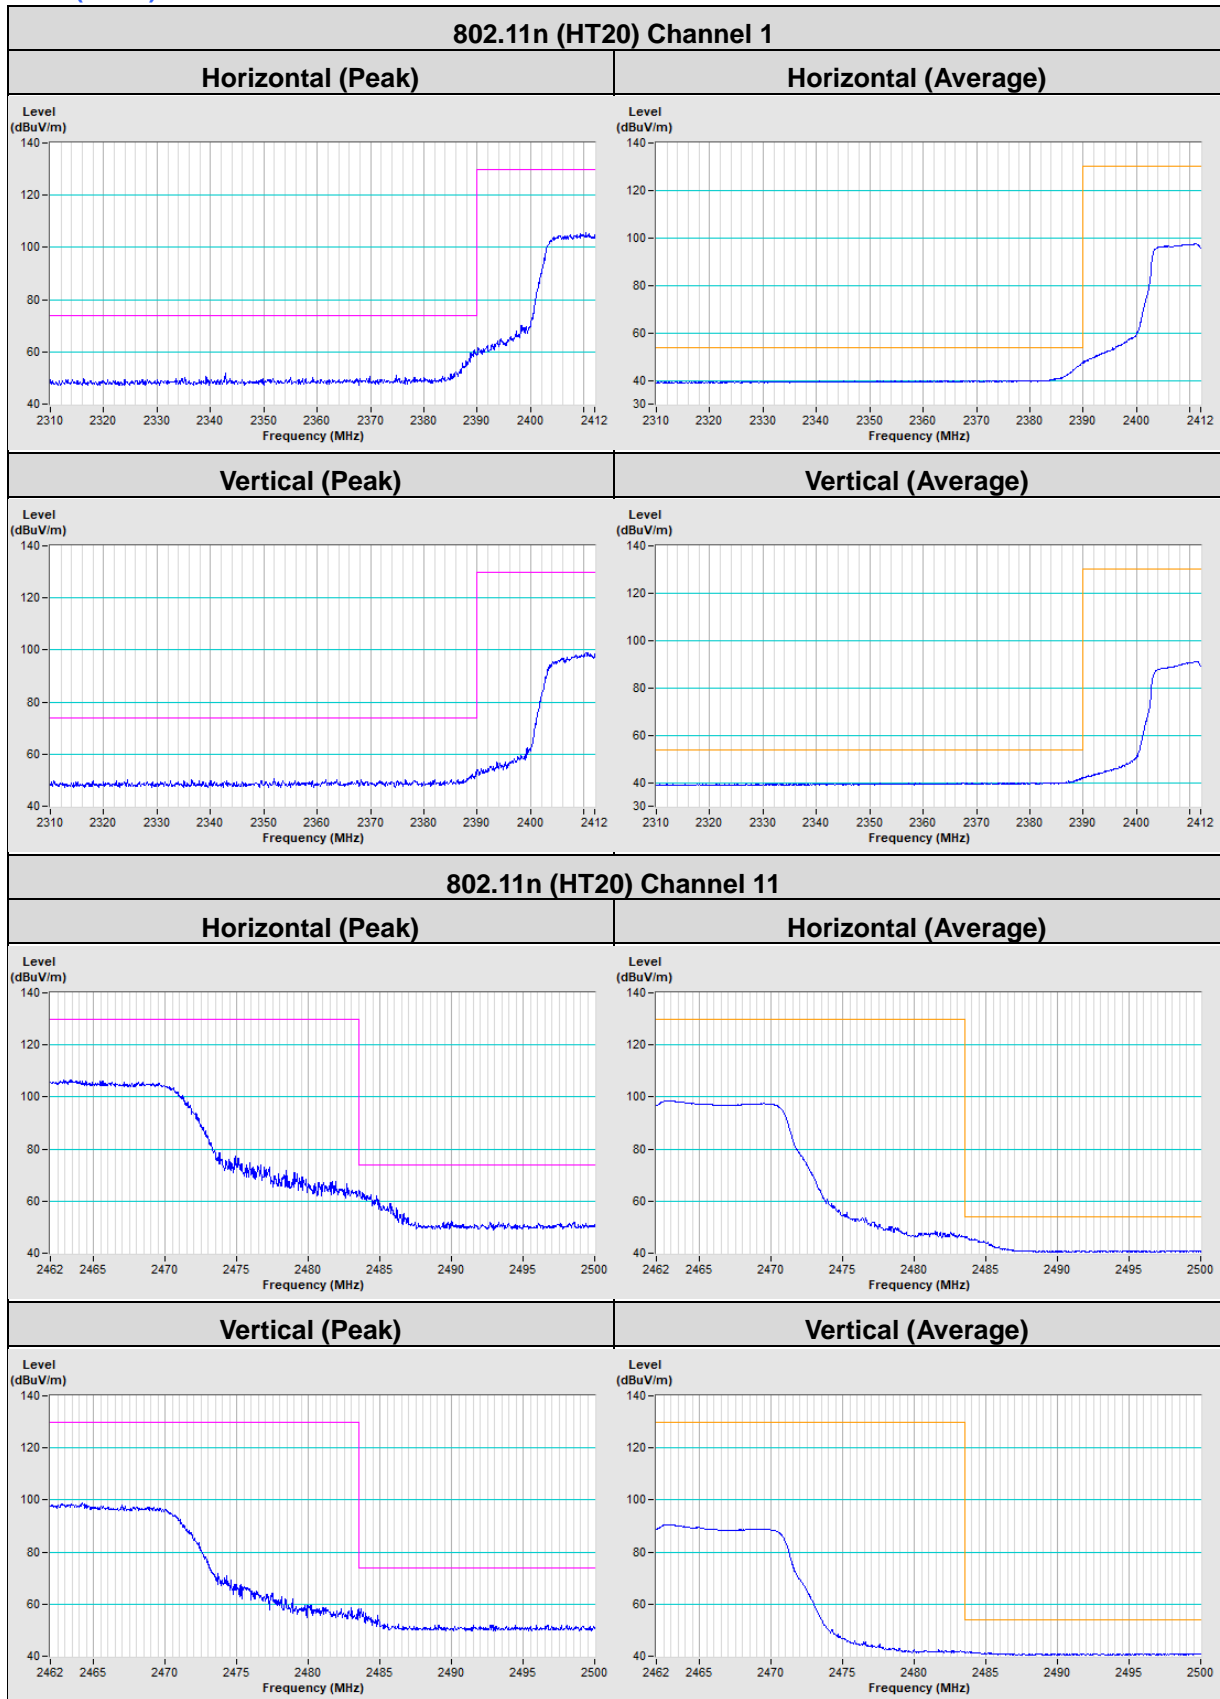 802.11n (HT20) Channel 1
Horizontal (Peak)
Horizontal (Average)
Level
(dBuV/m)
140
120
100
80
60
40
2310 2320 2330 2340 2350 2360 2370 2380 2390 2400 2412
Frequency (MHz)
Level
(dBuV/m)
140
120
100
80
60
40
30
2310 2320 2330 2340 2350 2360 2370 2380 2390 2400 2412
Frequency (MHz)
Vertical (Peak)
Vertical (Average)
Level
(dBuV/m)
140
120
100
80
60
40
2310 2320 2330 2340 2350 2360 2370 2380 2390 2400 2412
Frequency (MHz)
Level
(dBuV/m)
140
120
100
80
60
40
30
2310 2320 2330 2340 2350 2360 2370 2380 2390 2400 2412
Frequency (MHz)
802.11n (HT20) Channel 11
Horizontal (Peak)
Horizontal (Average)
Level
(dBuV/m)
140
120
100
80
60
40
2462 2465 2470 2475 2480 2485 2490 2495 2500
Frequency (MHz)
Level
(dBuV/m)
140
120
100
80
60
40
2462 2465 2470 2475 2480 2485 2490 2495 2500
Frequency (MHz)
Vertical (Peak)
Vertical (Average)
Level
(dBuV/m)
140
120
100
80
60
40
2462 2465 2470 2475 2480 2485 2490 2495 2500
Frequency (MHz)
Level
(dBuV/m)
140
120
100
80
60
40
2462 2465 2470 2475 2480 2485 2490 2495 2500
Frequency (MHz)